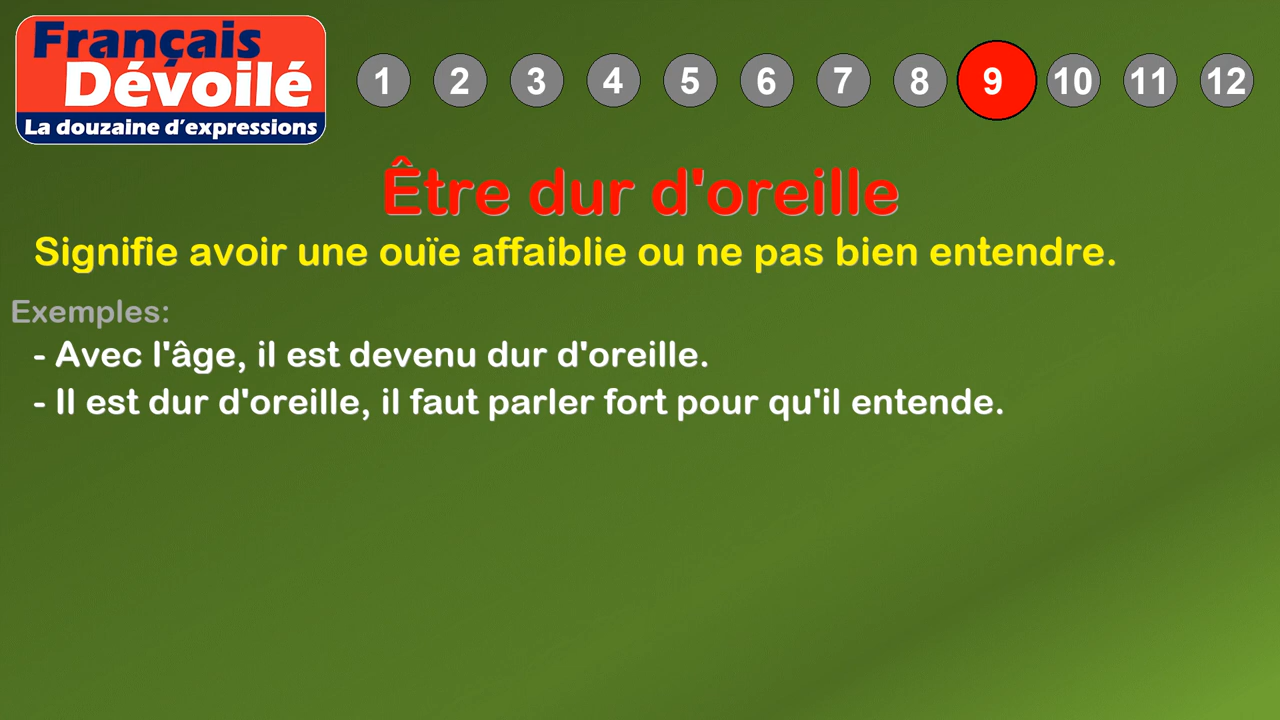 Français
Dévoilé
La douzaine d'expressions
1 2 3 4 5 6 7 8 9 10 11 12
Être dur d'oreille
Signifie avoir une ouïe affaiblie ou ne pas bien entendre.
Exemples:
- Avec l'âge, il est devenu dur d'oreille.
- Il est dur d'oreille, il faut parler fort pour qu'il entende.